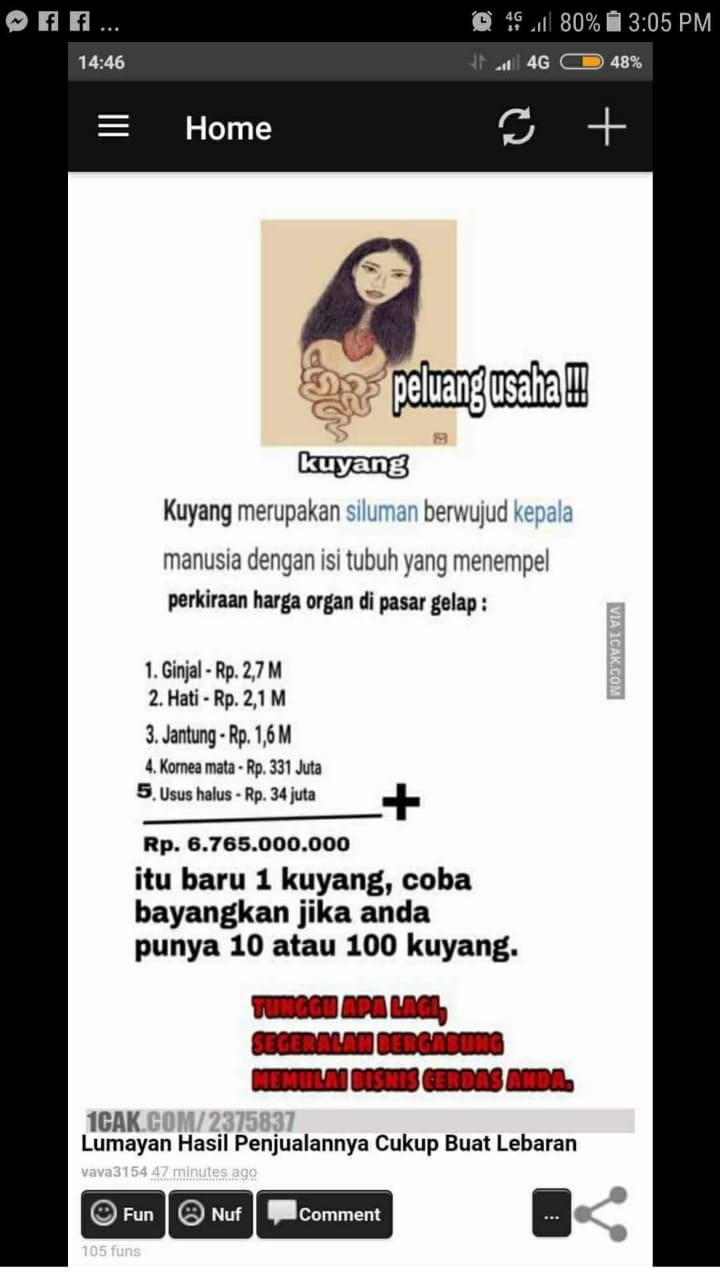 ... 4G 80% 3:05 PM
14:46 4G 48%
Home
peluang usaha !!!
kuyang
Kuyang merupakan siluman berwujud kepala
manusia dengan isi tubuh yang menempel
perkiraan harga organ di pasar gelap :
VIA 1CAK.COM
1. Ginjal - Rp. 2,7 M
2. Hati - Rp. 2,1 M
3. Jantung - Rp. 1,6 M
4. Kornea mata - Rp. 331 Juta
5. Usus halus - Rp. 34 juta
+
Rp. 6.765.000.000
itu baru 1 kuyang, coba
bayangkan jika anda
punya 10 atau 100 kuyang.
TUNGGU APA LAGI,
SEGERALAH BERGABUNG
MEMULAI BISNIS CERDAS ANDA.
1CAK.COM/2375837
Lumayan Hasil Penjualannya Cukup Buat Lebaran
vava3154 47 minutes ago
Fun Nuf Comment ...
105 funs